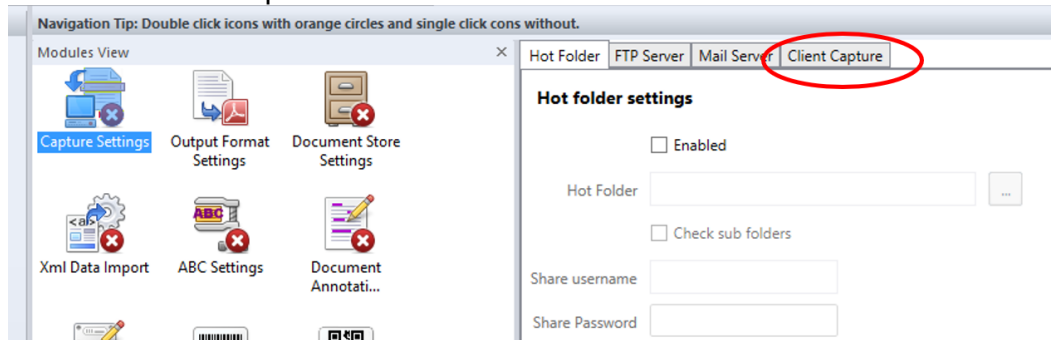 Navigation Tip: Double click icons with orange circles and single click cons without.
Modules View
Capture Settings
Output Format
Settings
Document Store
Settings
Xml Data Import
ABC Settings
Document
Annotati...
Hot Folder FTP Server Mail Server Client Capture
Hot folder settings
Enabled
Hot Folder ...
Check sub folders
Share username
Share Password